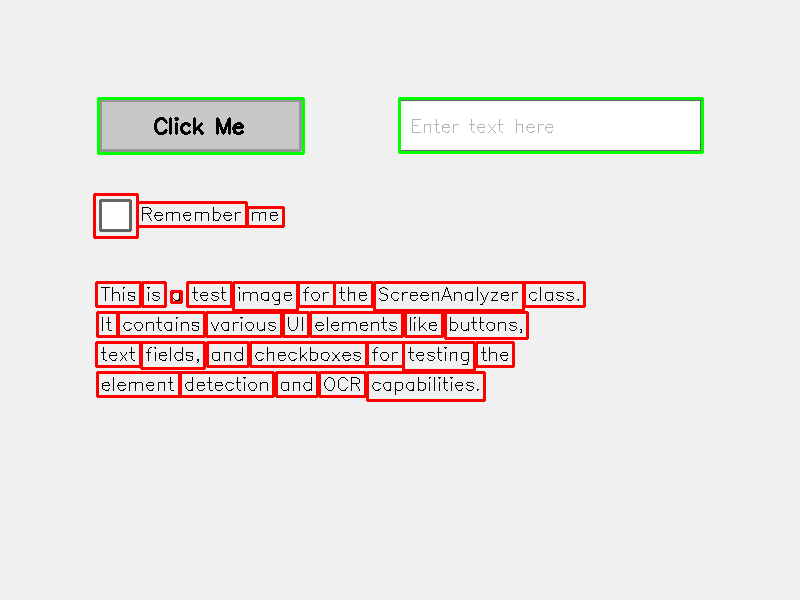 Click Me
Enter text here
Remember me
This is a test image for the ScreenAnalyzer class.
It contains various UI elements like buttons,
text fields, and checkboxes for testing the
element detection and OCR capabilities.